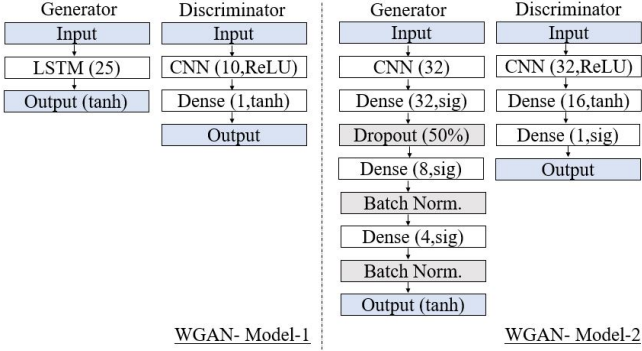 Generator
Input
LSTM (25)
Output (tanh)
Discriminator
Input
CNN (10,ReLU)
Dense (1,tanh)
Output
WGAN- Model-1
Generator
Input
CNN (32)
Dense (32,sig)
Dropout (50%)
Dense (8,sig)
Batch Norm.
Dense (4,sig)
Batch Norm.
Output (tanh)
Discriminator
Input
CNN (32,ReLU)
Dense (16,tanh)
Dense (1,sig)
Output
WGAN- Model-2